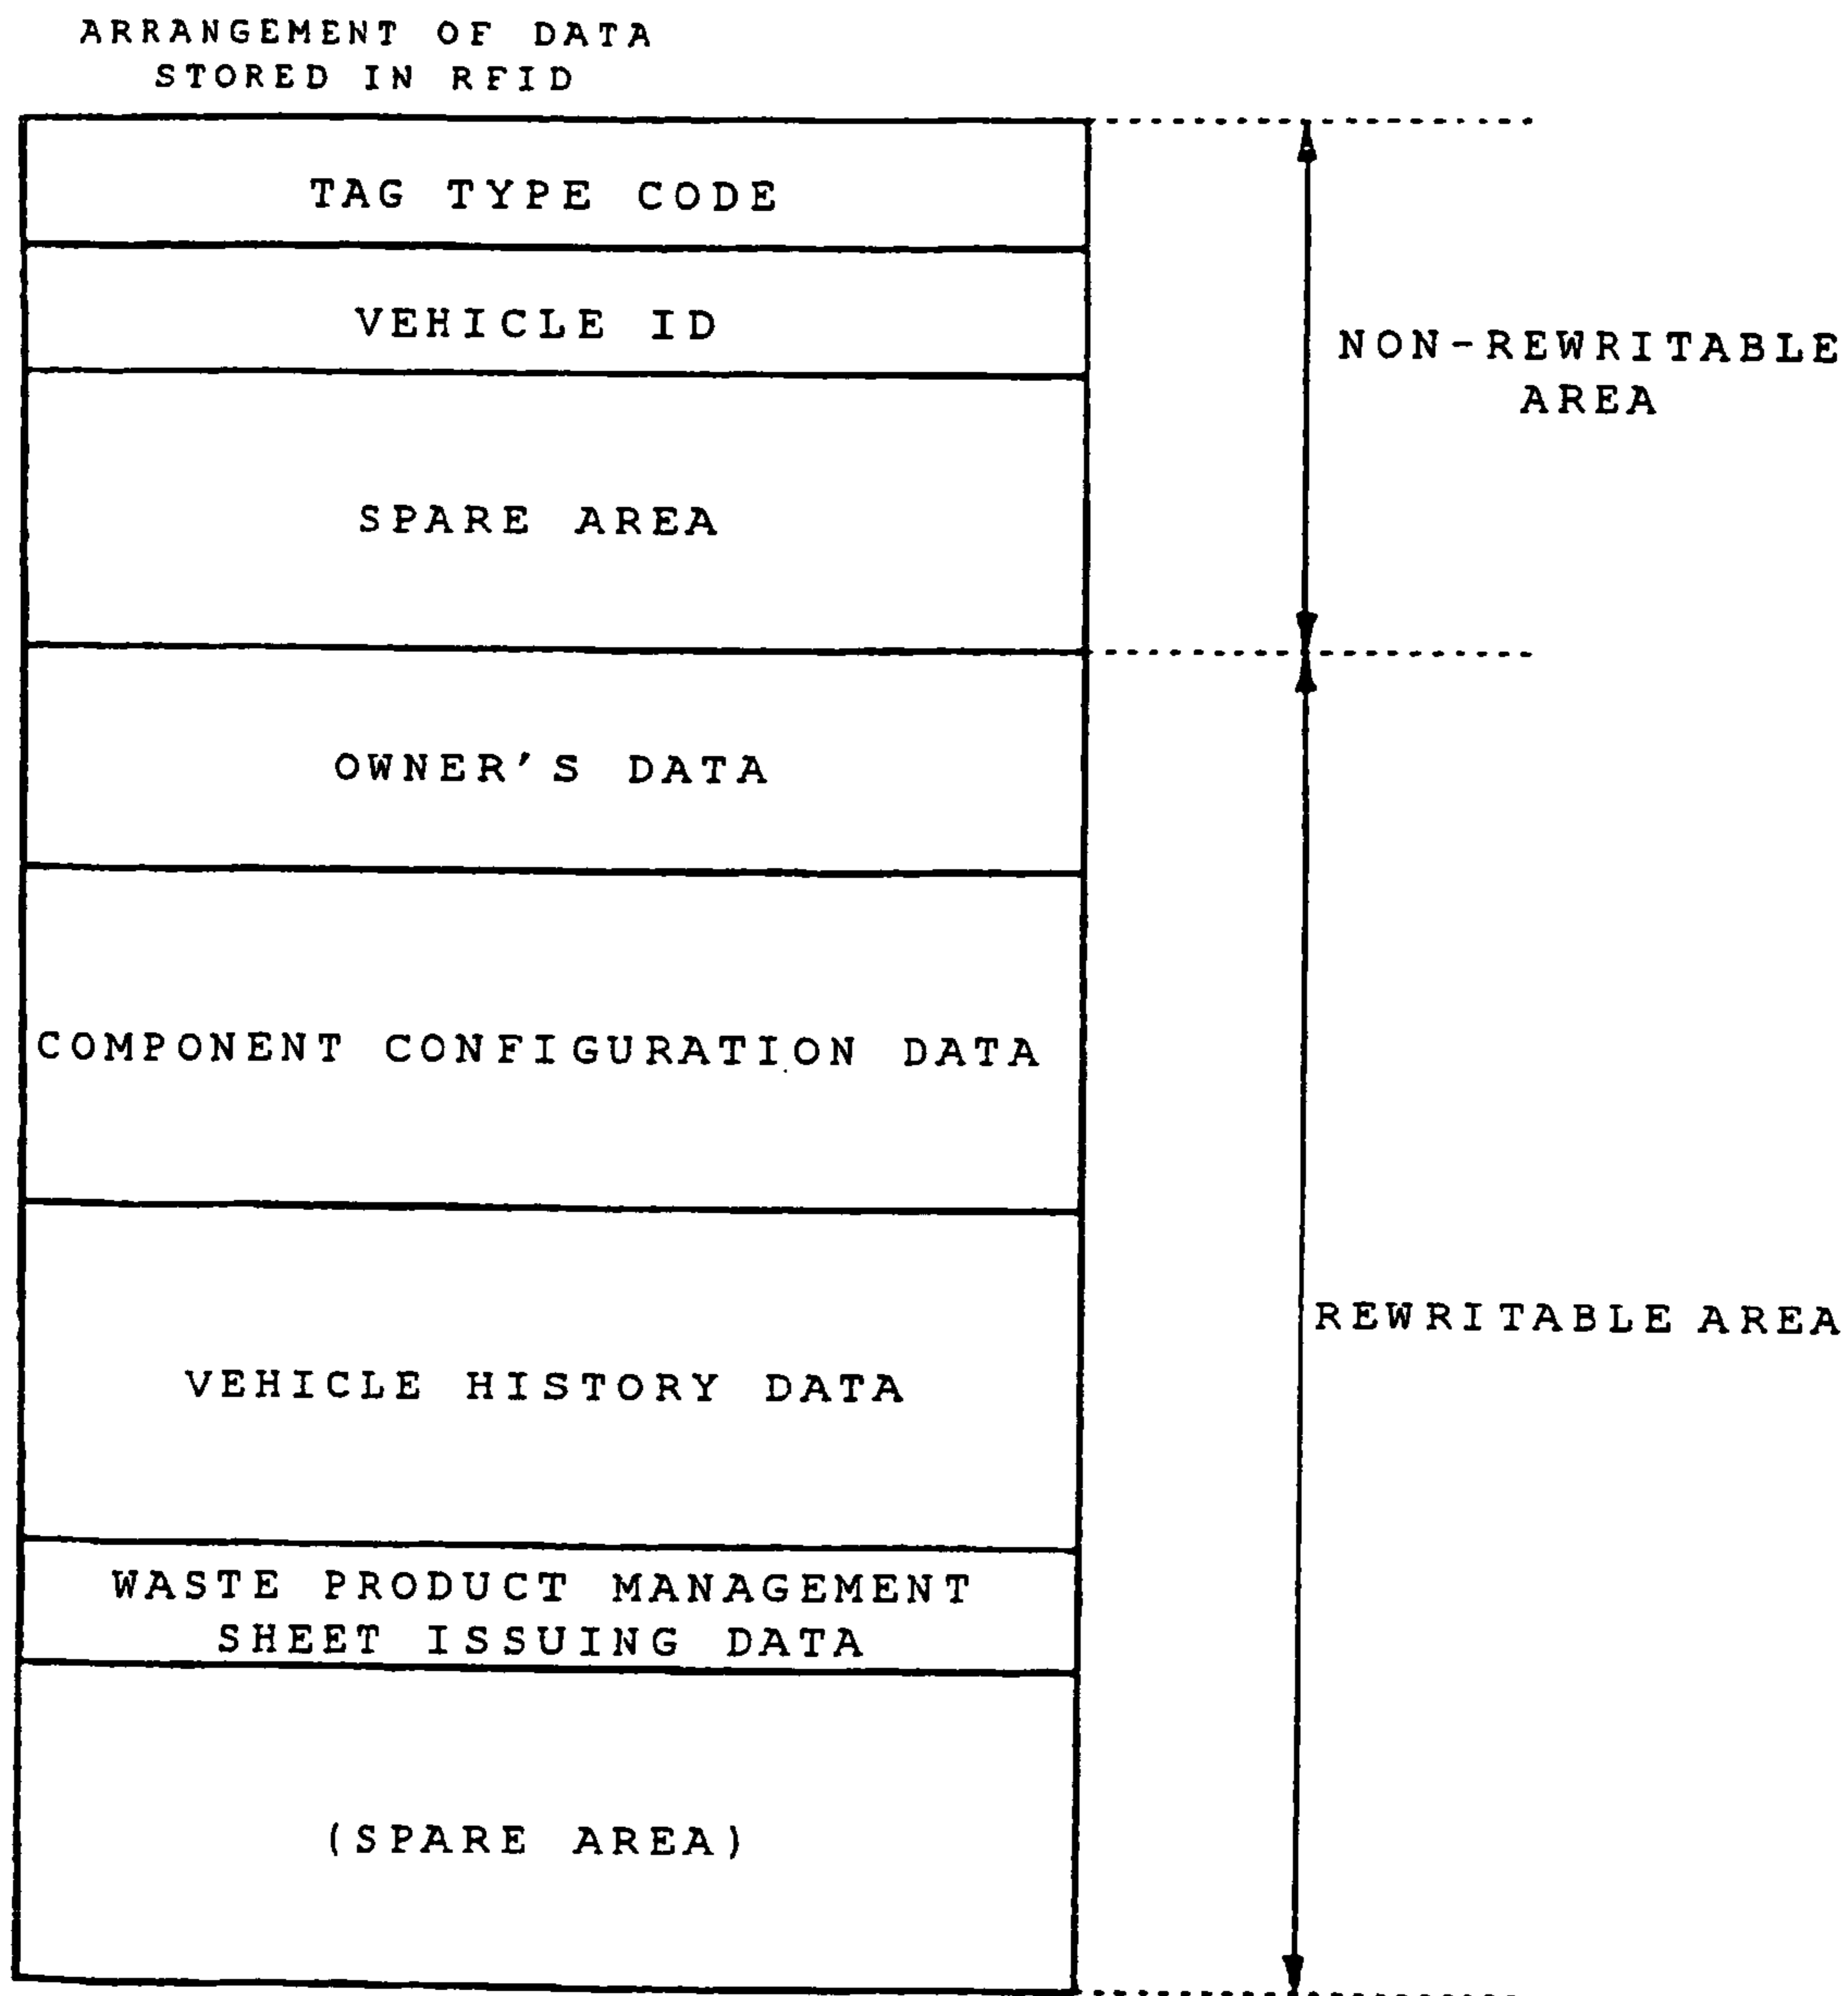 ARRANGEMENT OF DATA
STORED IN RFID
TAG TYPE CODE
VEHICLE ID
SPARE AREA
NON-REWRITABLE
AREA
OWNER'S DATA
COMPONENT CONFIGURATION DATA
VEHICLE HISTORY DATA
REWRITABLE AREA
WASTE PRODUCT MANAGEMENT
SHEET ISSUING DATA
(SPARE AREA)